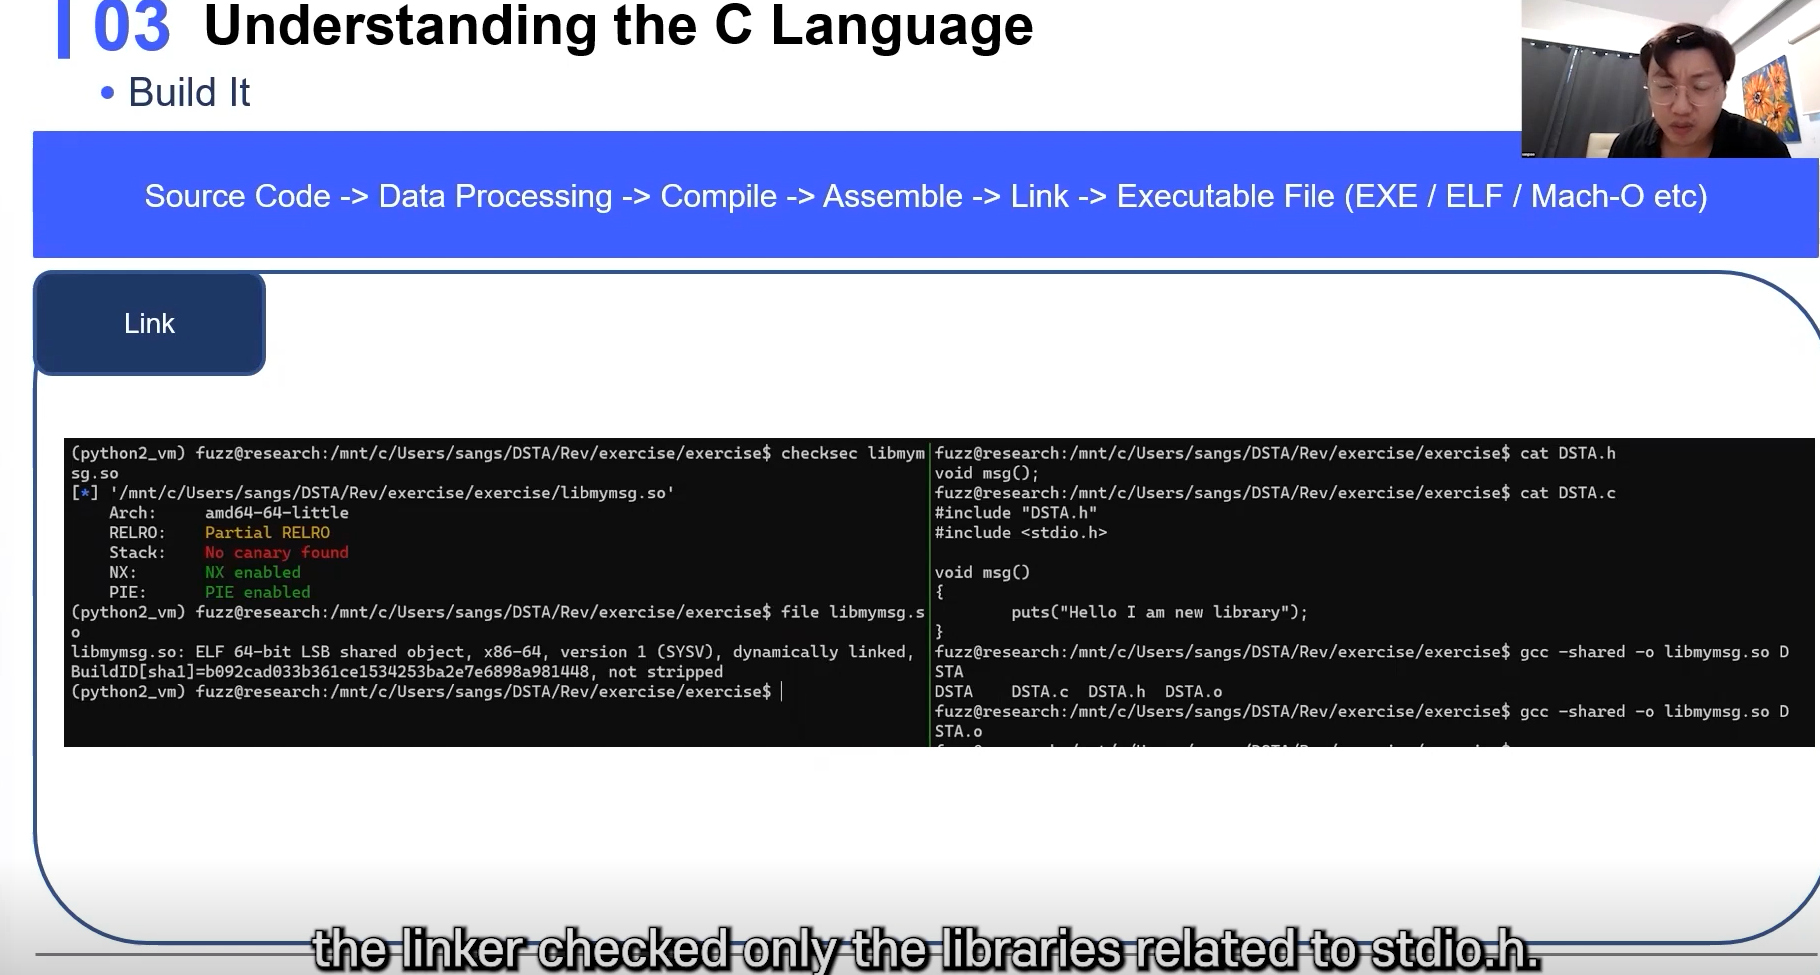 03 Understanding the C Language
• Build It
Source Code -> Data Processing -> Compile -> Assemble -> Link -> Executable File (EXE / ELF / Mach-O etc)
Link
(python2_vm) fuzz@research:/mnt/c/Users/sangs/DSTA/Rev/exercise/exercise$ checksec libmym
sg.so
[*] '/mnt/c/Users/sangs/DSTA/Rev/exercise/exercise/libmymsg.so'
Arch: amd64-64-little
RELRO: Partial RELRO
Stack: No canary found
NX: NX enabled
PIE: PIE enabled
(python2_vm) fuzz@research:/mnt/c/Users/sangs/DSTA/Rev/exercise/exercise$ file libmymsg.s
o
libmymsg.so: ELF 64-bit LSB shared object, x86-64, version 1 (SYSV), dynamically linked,
BuildID[sha1]=b092cad033b361ce1534253ba2e7e6898a981448, not stripped
(python2_vm) fuzz@research:/mnt/c/Users/sangs/DSTA/Rev/exercise/exercise$
fuzz@research:/mnt/c/Users/sangs/DSTA/Rev/exercise/exercise$ cat DSTA.h
void msg();
fuzz@research:/mnt/c/Users/sangs/DSTA/Rev/exercise/exercise$ cat DSTA.c
#include "DSTA.h"
#include <stdio.h>
void msg()
{
puts("Hello I am new library");
}
fuzz@research:/mnt/c/Users/sangs/DSTA/Rev/exercise/exercise$ gcc -shared -o libmymsg.so D
STA
DSTA DSTA.c DSTA.h DSTA.o
fuzz@research:/mnt/c/Users/sangs/DSTA/Rev/exercise/exercise$ gcc -shared -o libmymsg.so D
STA.o
the linker checked only the libraries related to stdio.h.